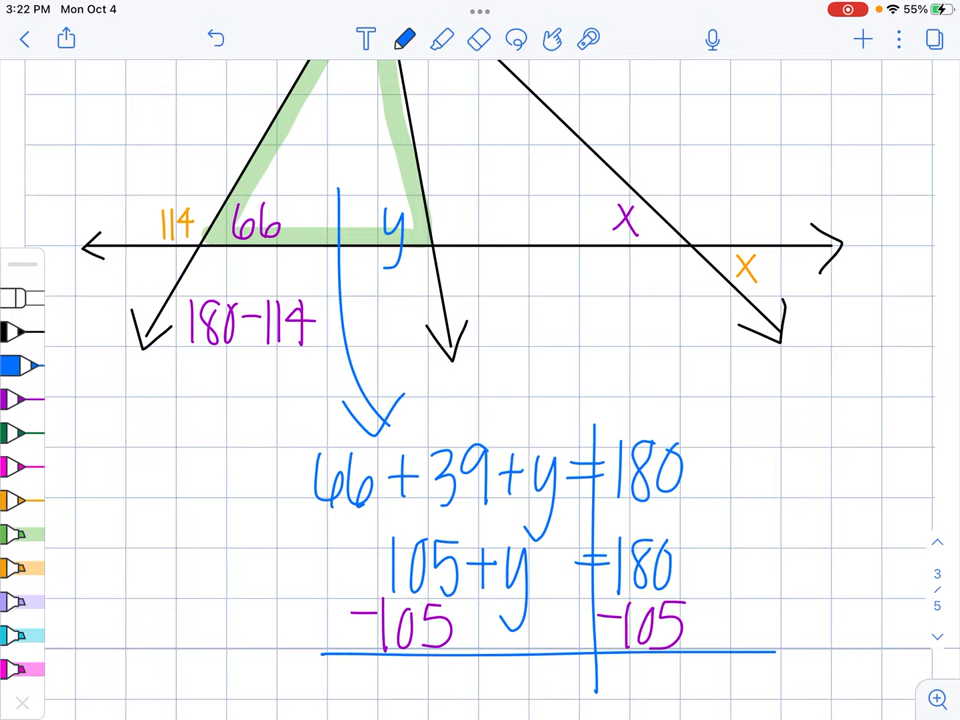 3:22 PM Mon Oct 4
55%
T
114 66 y x
x
180-114
66+39+y=180
105+y=180
-105 -105
3
/
5